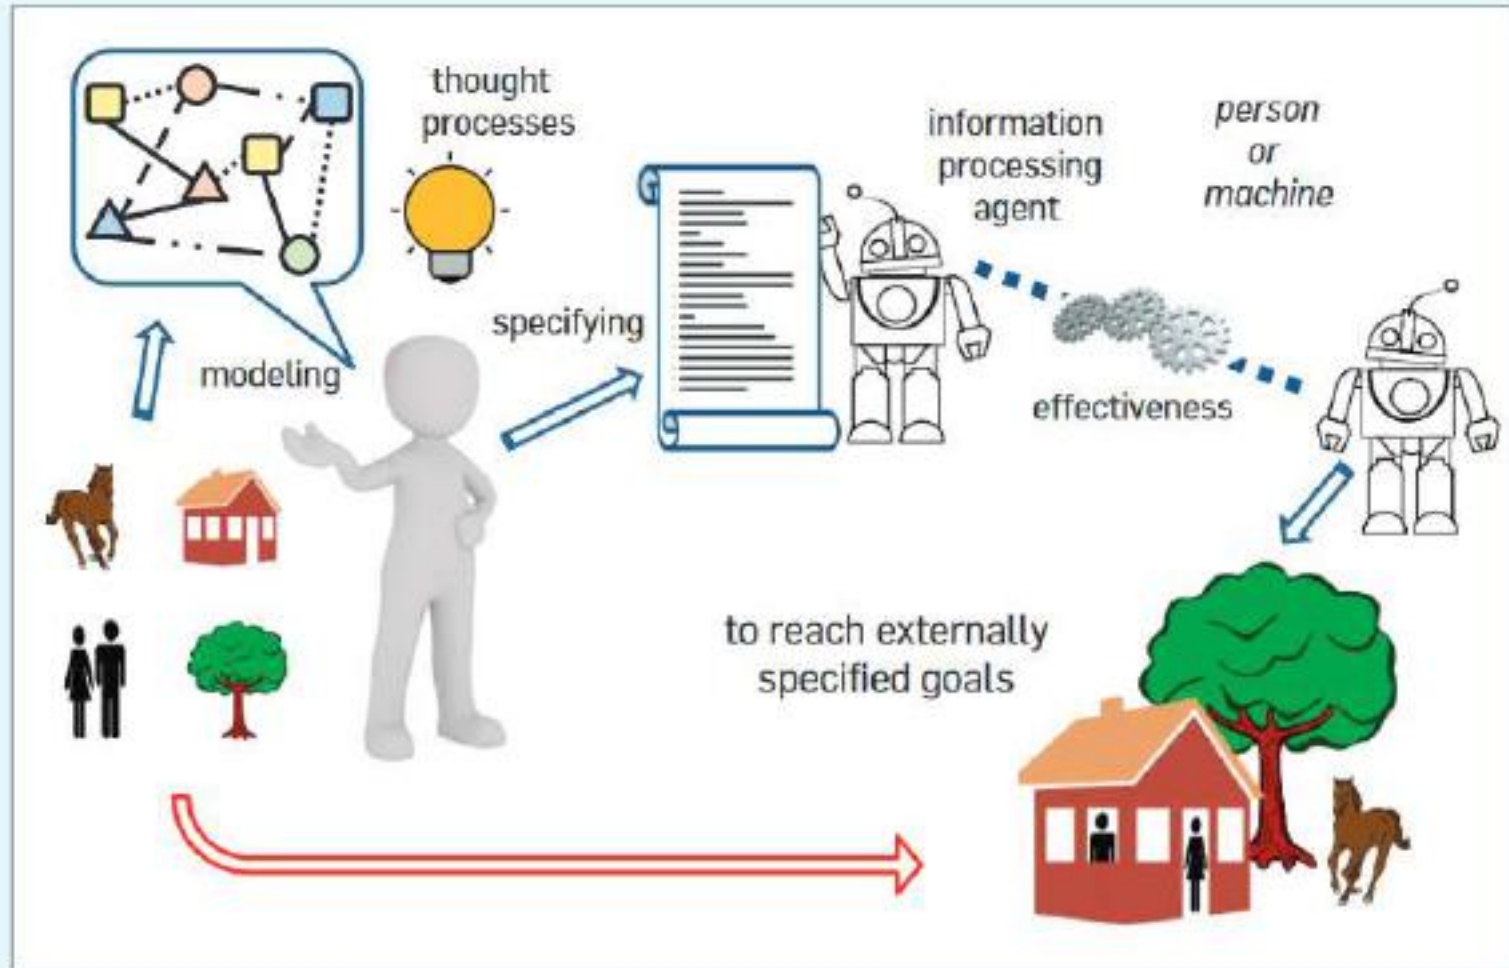 thought
processes
information
processing
agent
person
or
machine
specifying
modeling
effectiveness
to reach externally
specified goals